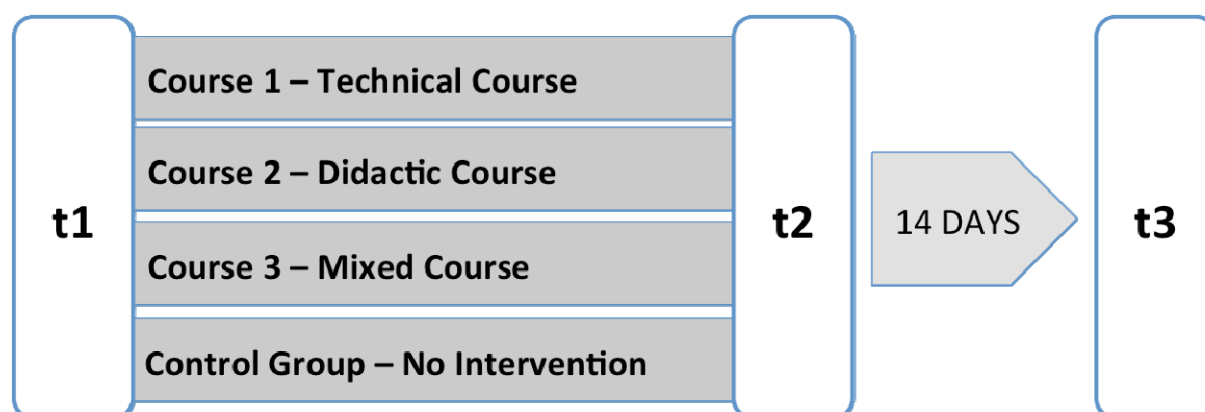 t1
Course 1 – Technical Course
Course 2 – Didactic Course
Course 3 – Mixed Course
Control Group – No Intervention
t2
14 DAYS
t3